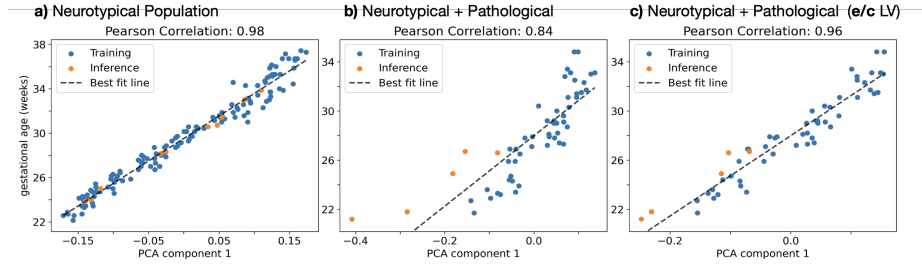 a) Neurotypical Population
Pearson Correlation: 0.98
Training
Inference
Best fit line
gestational age (weeks)
38
34
30
26
22
−0.15
−0.05
0.05
0.15
PCA component 1
b) Neurotypical + Pathological
Pearson Correlation: 0.84
Training
Inference
Best fit line
34
30
26
22
−0.4
−0.2
0.0
PCA component 1
c) Neurotypical + Pathological (e/c LV)
Pearson Correlation: 0.96
Training
Inference
Best fit line
34
30
26
22
−0.2
0.0
PCA component 1